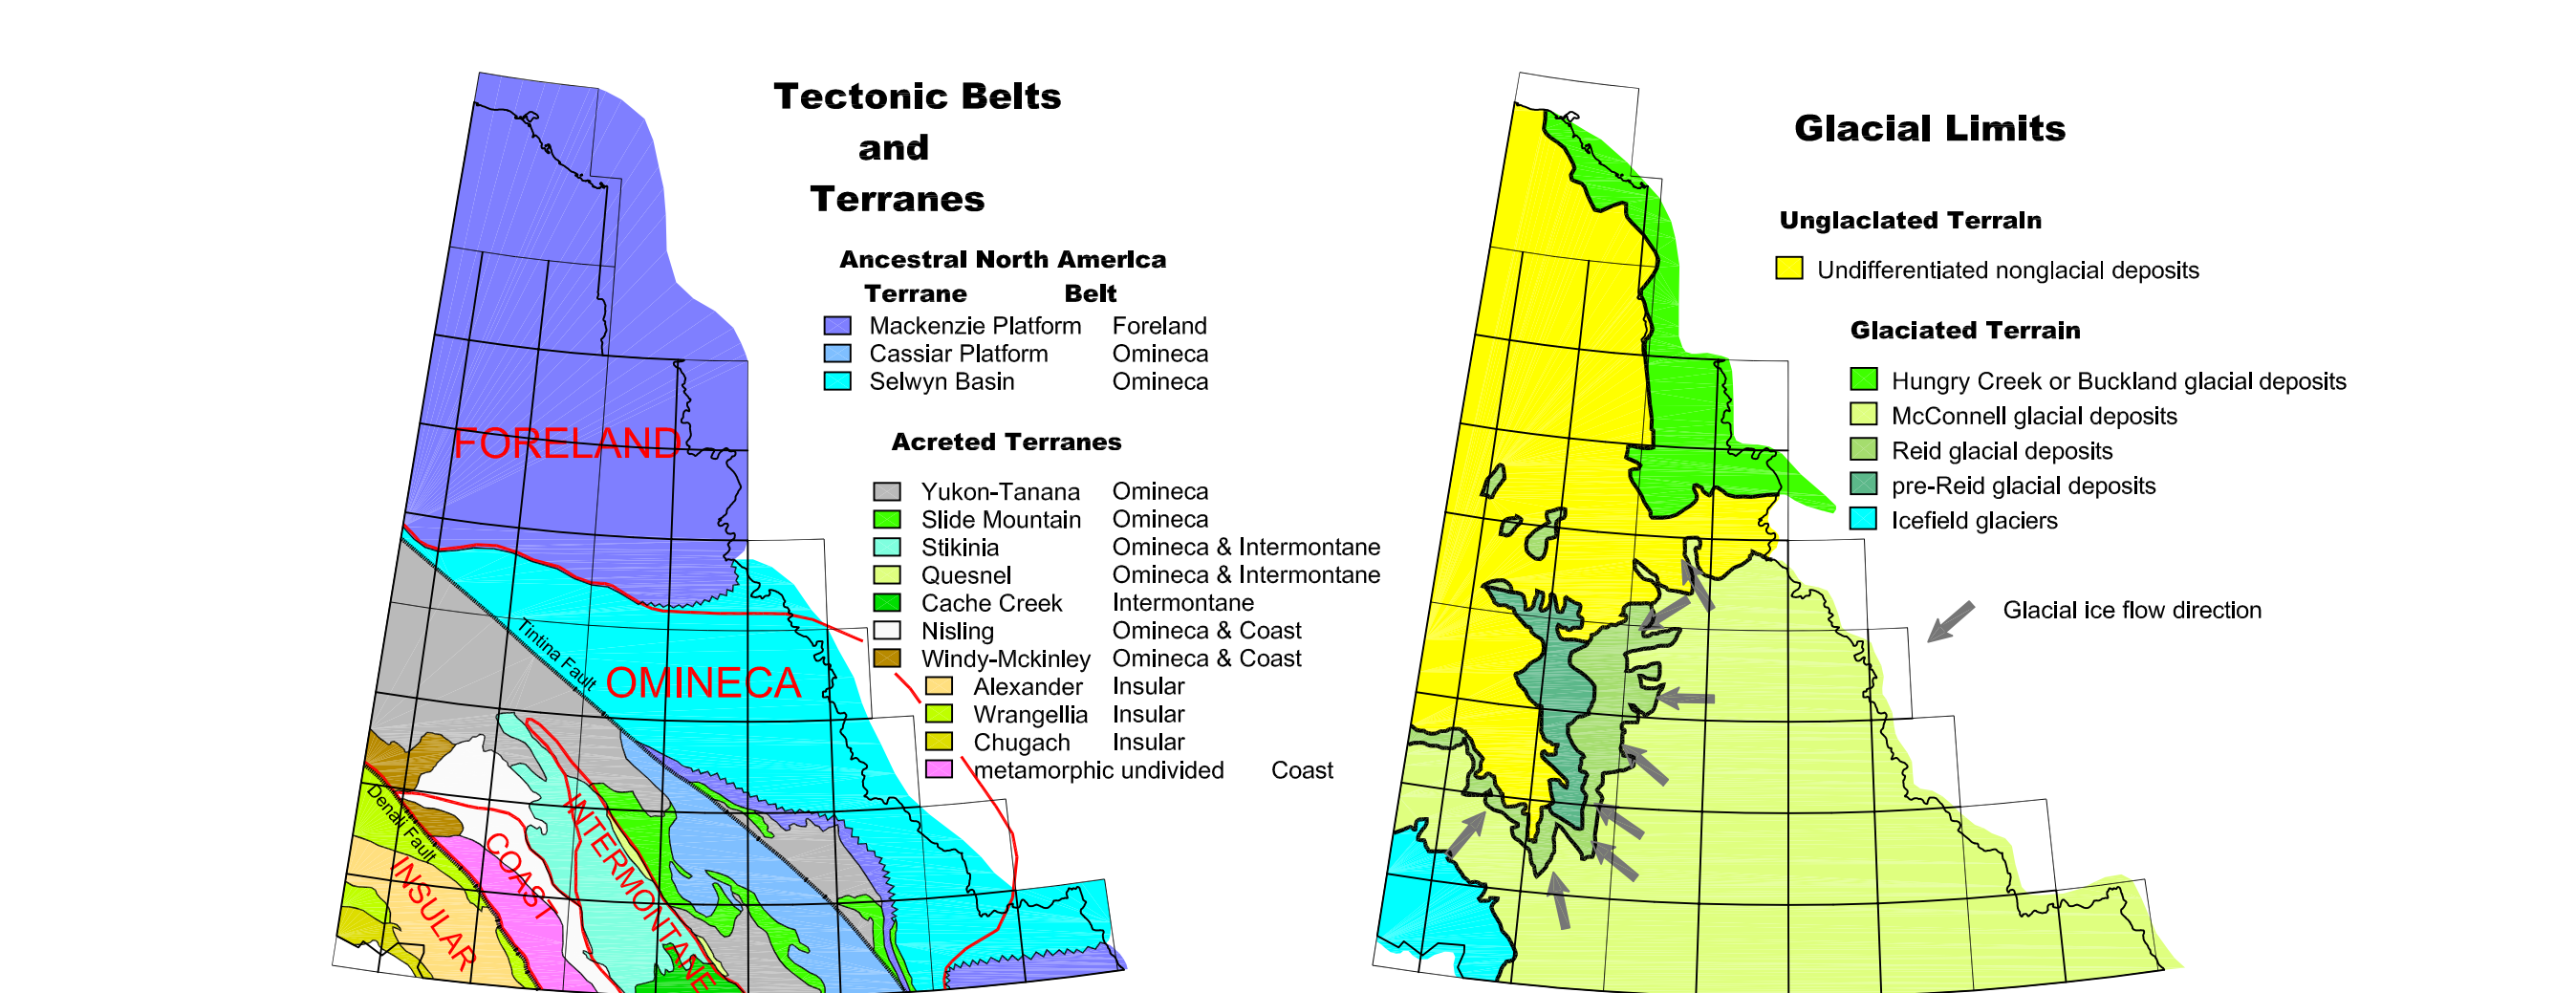 Tectonic Belts
and
Terranes
Ancestral North America
Terrane Belt
Mackenzie Platform Foreland
Cassiar Platform Omineca
Selwyn Basin Omineca
Acreted Terranes
Yukon-Tanana Omineca
Slide Mountain Omineca
Stikinia Omineca & Intermontane
Quesnel Omineca & Intermontane
Cache Creek Intermontane
Nisling Omineca & Coast
Windy-Mckinley Omineca & Coast
Alexander Insular
Wrangellia Insular
Chugach Insular
metamorphic undivided Coast
FORELAND
Tintina Fault
OMINECA
Denali Fault
INSULAR
COAST
INTERMONTANE
Glacial Limits
Unglaciated Terrain
Undifferentiated nonglacial deposits
Glaciated Terrain
Hungry Creek or Buckland glacial deposits
McConnell glacial deposits
Reid glacial deposits
pre-Reid glacial deposits
Icefield glaciers
Glacial ice flow direction